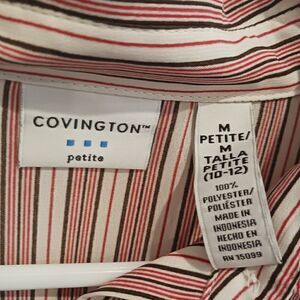 COVINGTON™
petite
M
PETITE/
M
TALLA
PETITE
(10-12)
100%
POLYESTER/
POLIÉSTER
MADE IN
INDONESIA
HECHO EN
INDONESIA
RN 15099